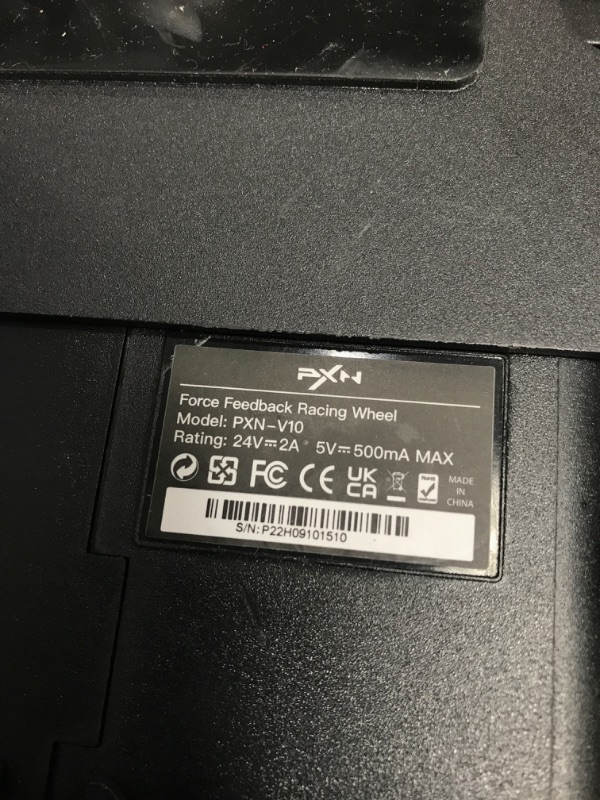 PXN
Force Feedback Racing Wheel
Model: PXN-V10
Rating: 24V⎓2A 5V⎓500mA MAX
FC CE UK CA RoHS MADE IN CHINA
S/N: P22H09101510